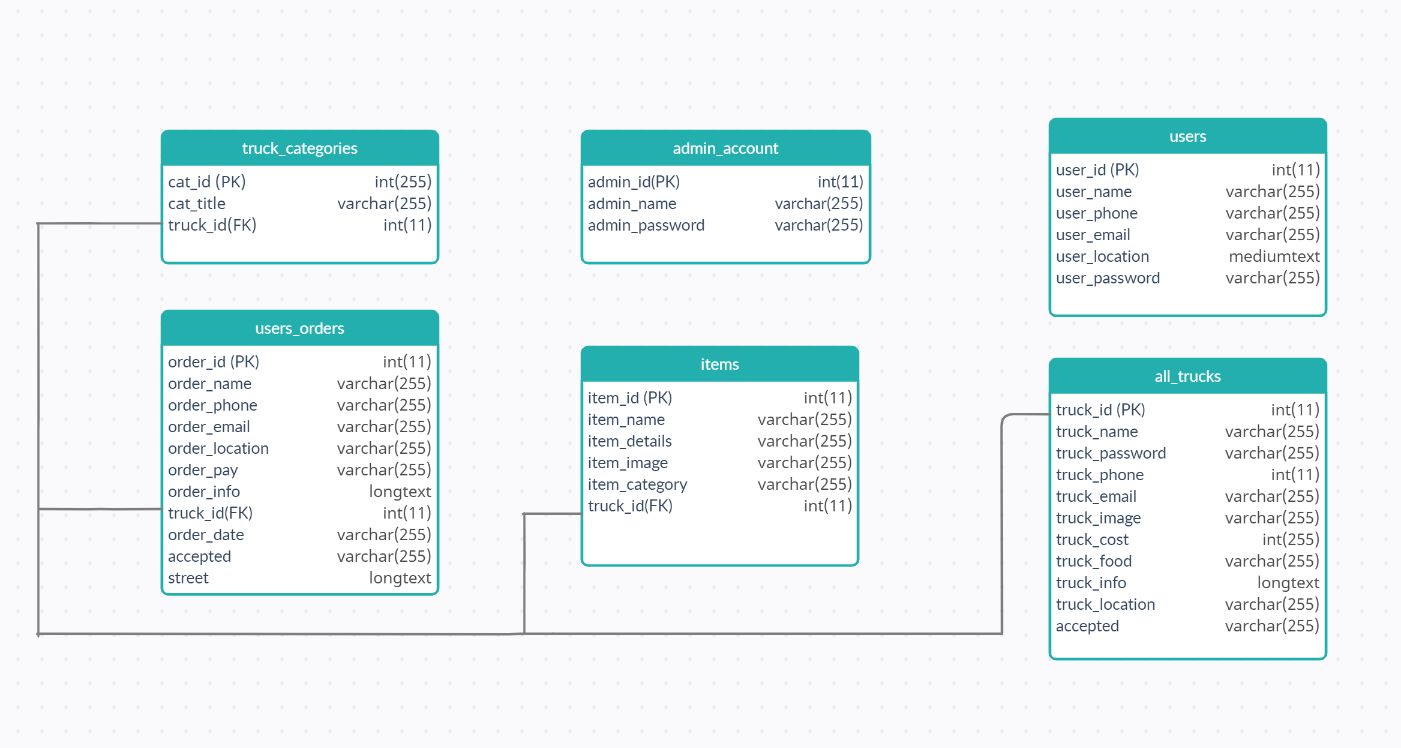 truck_categories
cat_id (PK) int(255)
cat_title varchar(255)
truck_id(FK) int(11)
admin_account
admin_id(PK) int(11)
admin_name varchar(255)
admin_password varchar(255)
users
user_id (PK) int(11)
user_name varchar(255)
user_phone varchar(255)
user_email varchar(255)
user_location mediumtext
user_password varchar(255)
users_orders
order_id (PK) int(11)
order_name varchar(255)
order_phone varchar(255)
order_email varchar(255)
order_location varchar(255)
order_pay varchar(255)
order_info longtext
truck_id(FK) int(11)
order_date varchar(255)
accepted varchar(255)
street longtext
items
item_id (PK) int(11)
item_name varchar(255)
item_details varchar(255)
item_image varchar(255)
item_category varchar(255)
truck_id(FK) int(11)
all_trucks
truck_id (PK) int(11)
truck_name varchar(255)
truck_password varchar(255)
truck_phone int(11)
truck_email varchar(255)
truck_image varchar(255)
truck_cost int(255)
truck_food varchar(255)
truck_info longtext
truck_location varchar(255)
accepted varchar(255)